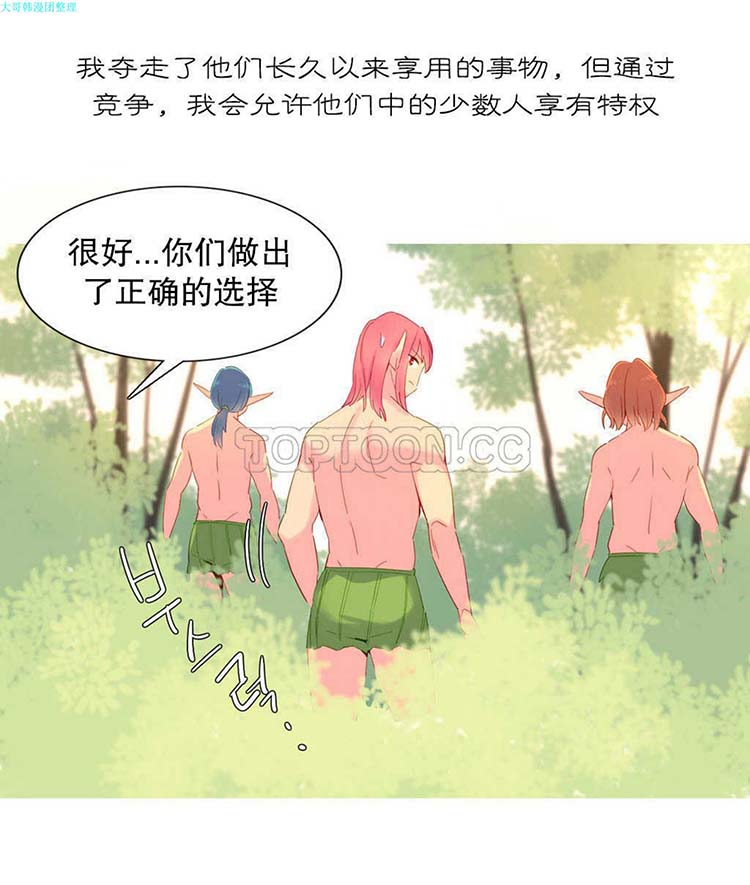 大哥韩漫团整理
我夺走了他们长久以来享用的事物，但通过
竞争，我会允许他们中的少数人享有特权
很好...你们做出
了正确的选择
TOPTOON.CC
바스락..